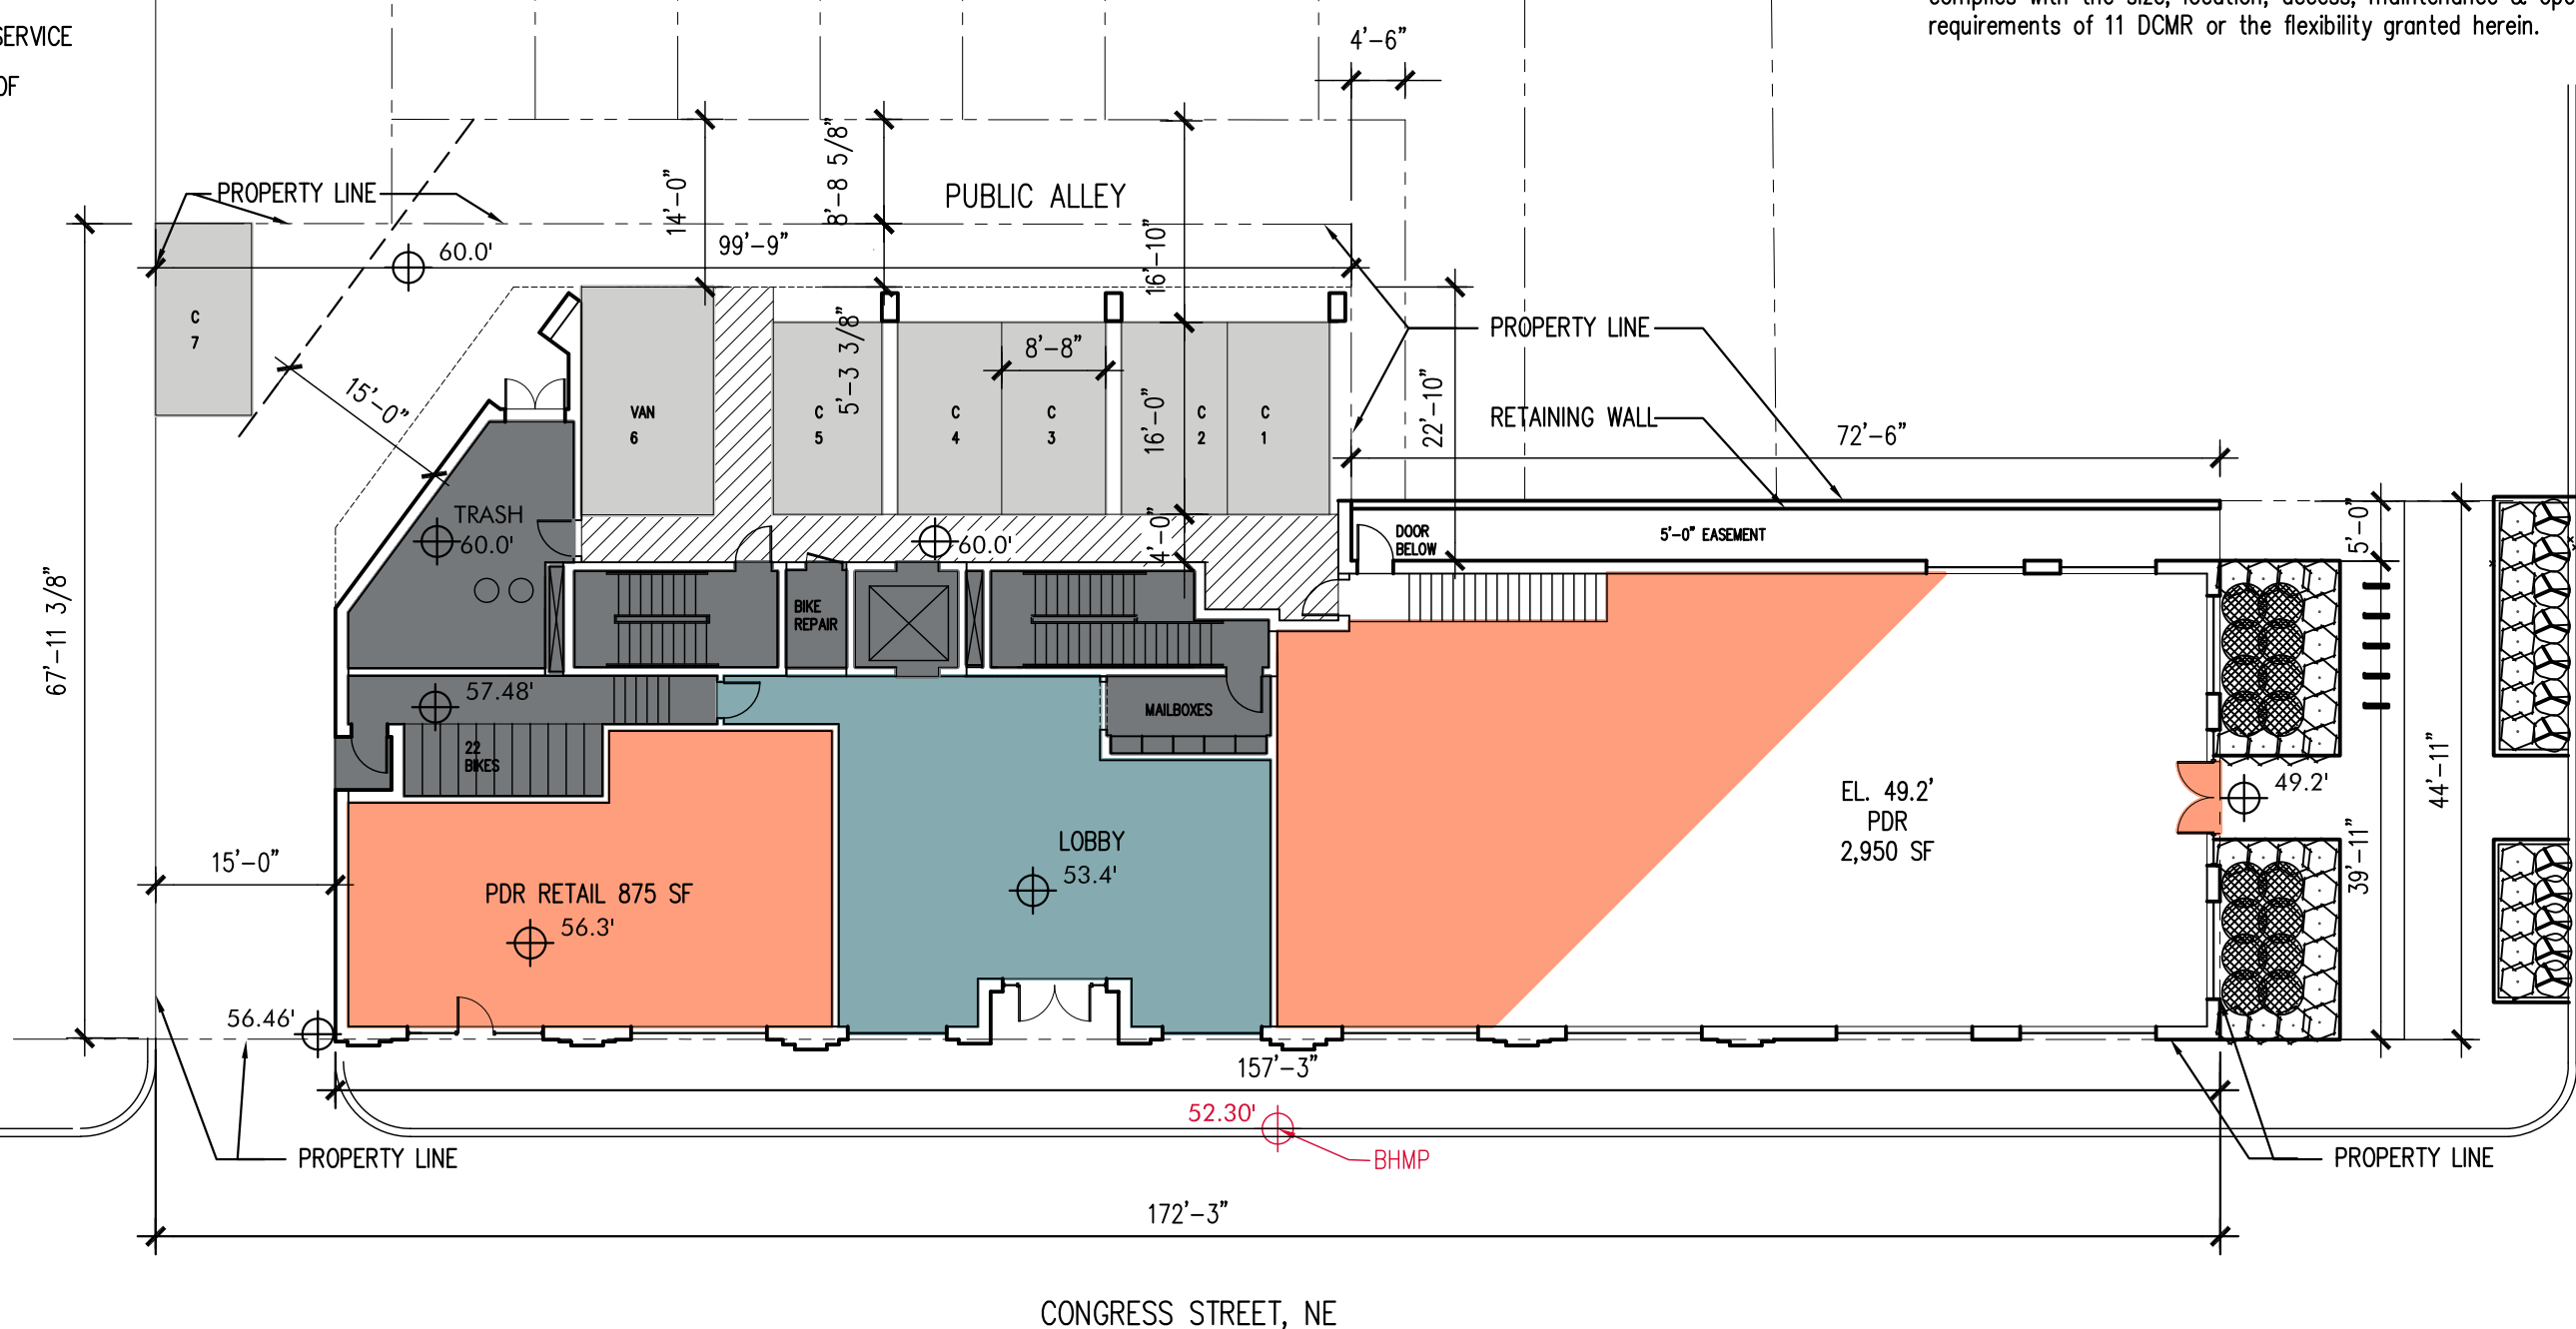 SERVICE
OF
requirements of 11 DCMR or the flexibility granted herein.
4'-6"
PROPERTY LINE
14'-0"
8'-8 5/8"
PUBLIC ALLEY
16'-10"
60.0'
99'-9"
C
7
15'-0"
5'-3 3/8"
8'-8"
VAN
6
C
5
C
4
C
3
16'-0"
C
2
C
1
22'-10"
PROPERTY LINE
RETAINING WALL
72'-6"
TRASH
60.0'
60.0'
4'-0"
DOOR
BELOW
5'-0" EASEMENT
5'-0"
67'-11 3/8"
BIKE
REPAIR
57.48'
MAILBOXES
22
BIKES
EL. 49.2'
PDR
2,950 SF
49.2'
44'-11"
39'-11"
15'-0"
LOBBY
53.4'
PDR RETAIL 875 SF
56.3'
56.46'
157'-3"
52.30'
BHMP
PROPERTY LINE
PROPERTY LINE
172'-3"
CONGRESS STREET, NE